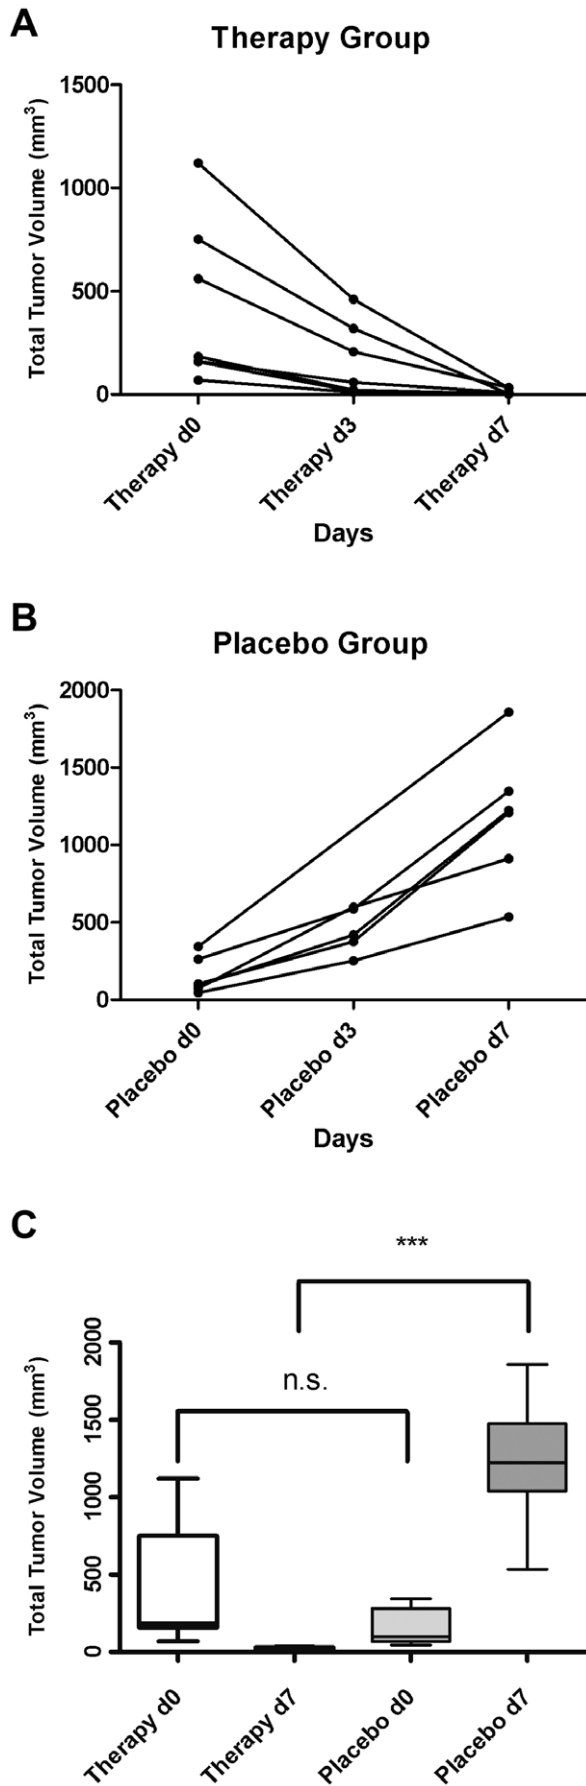 A
Therapy Group
Total Tumor Volume (mm³)
1500
1000
500
0
Therapy d0
Therapy d3
Therapy d7
Days
B
Placebo Group
Total Tumor Volume (mm³)
2000
1500
1000
500
0
Placebo d0
Placebo d3
Placebo d7
Days
C
***
n.s.
Total Tumor Volume (mm³)
2000
1500
1000
500
0
Therapy d0
Therapy d7
Placebo d0
Placebo d7